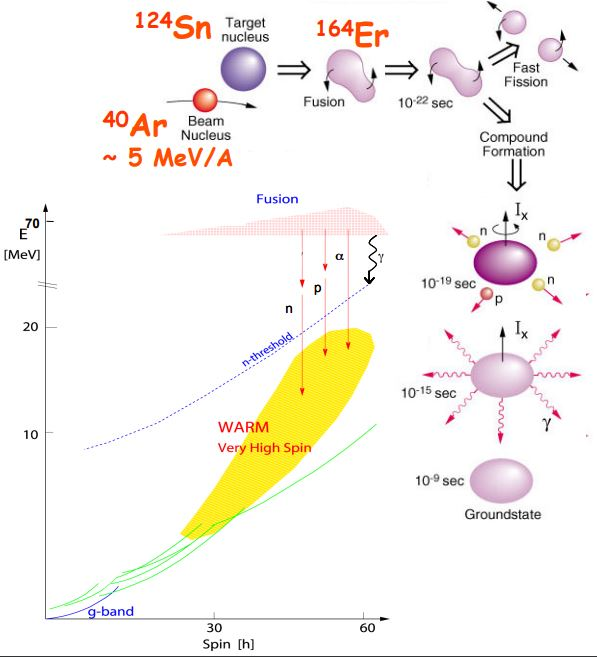 124Sn
Target
nucleus
164Er
Fusion
10-22 sec
Fast
Fission
40Ar
Beam
Nucleus
~ 5 MeV/A
Compound
Formation
Ix
n
n
n
p
10-19 sec
Ix
10-15 sec
γ
10-9 sec
Groundstate
Fusion
70
E
[MeV]
20
10
α
γ
p
n
n-threshold
WARM
Very High Spin
g-band
30
60
Spin [h]